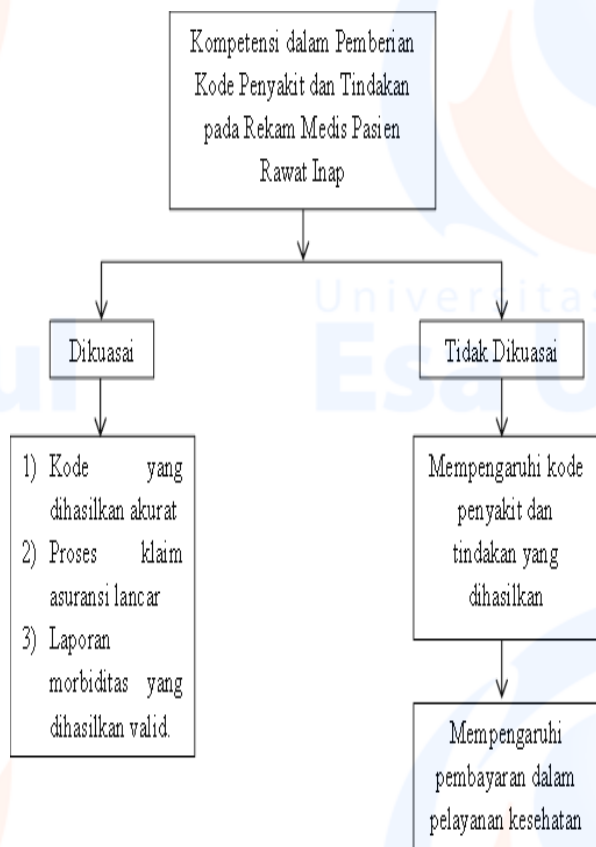 Kompetensi dalam Pemberian
Kode Penyakit dan Tindakan
pada Rekam Medis Pasien
Rawat Inap
Universitas
Esa U
ul
Dikuasai
Tidak Dikuasai
1) Kode yang
dihasilkan akurat
2) Proses klaim
asuransi lancar
3) Laporan
morbiditas yang
dihasilkan valid.
Mempengaruhi kode
penyakit dan
tindakan yang
dihasilkan
Mempengaruhi
pembayaran dalam
pelayanan kesehatan